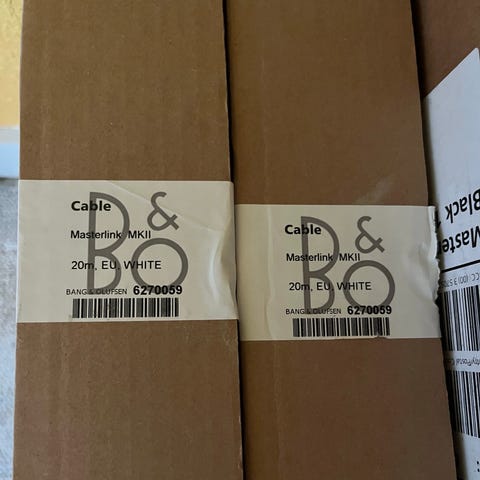 Cable
B&O
Masterlink MKII
20m, EU, WHITE
BANG & OLUFSEN 6270059
Cable
B&O
Masterlink MKII
20m, EU, WHITE
BANG & OLUFSEN 6270059
Master
Black